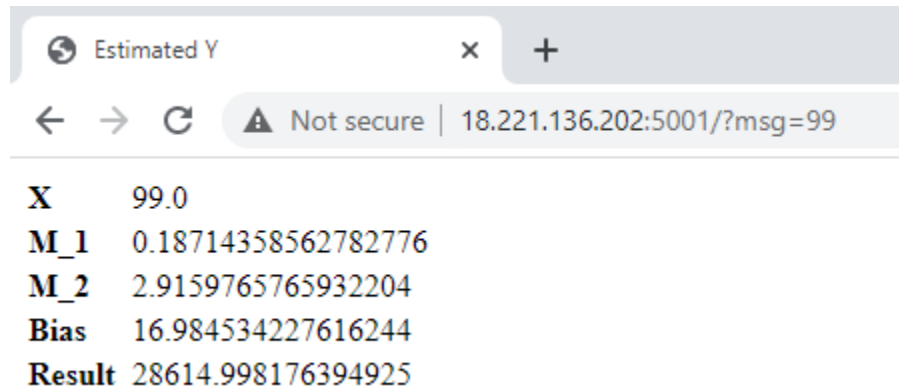 Estimated Y
Not secure | 18.221.136.202:5001/?msg=99
X 99.0
M_1 0.18714358562782776
M_2 2.9159765765932204
Bias 16.984534227616244
Result 28614.998176394925